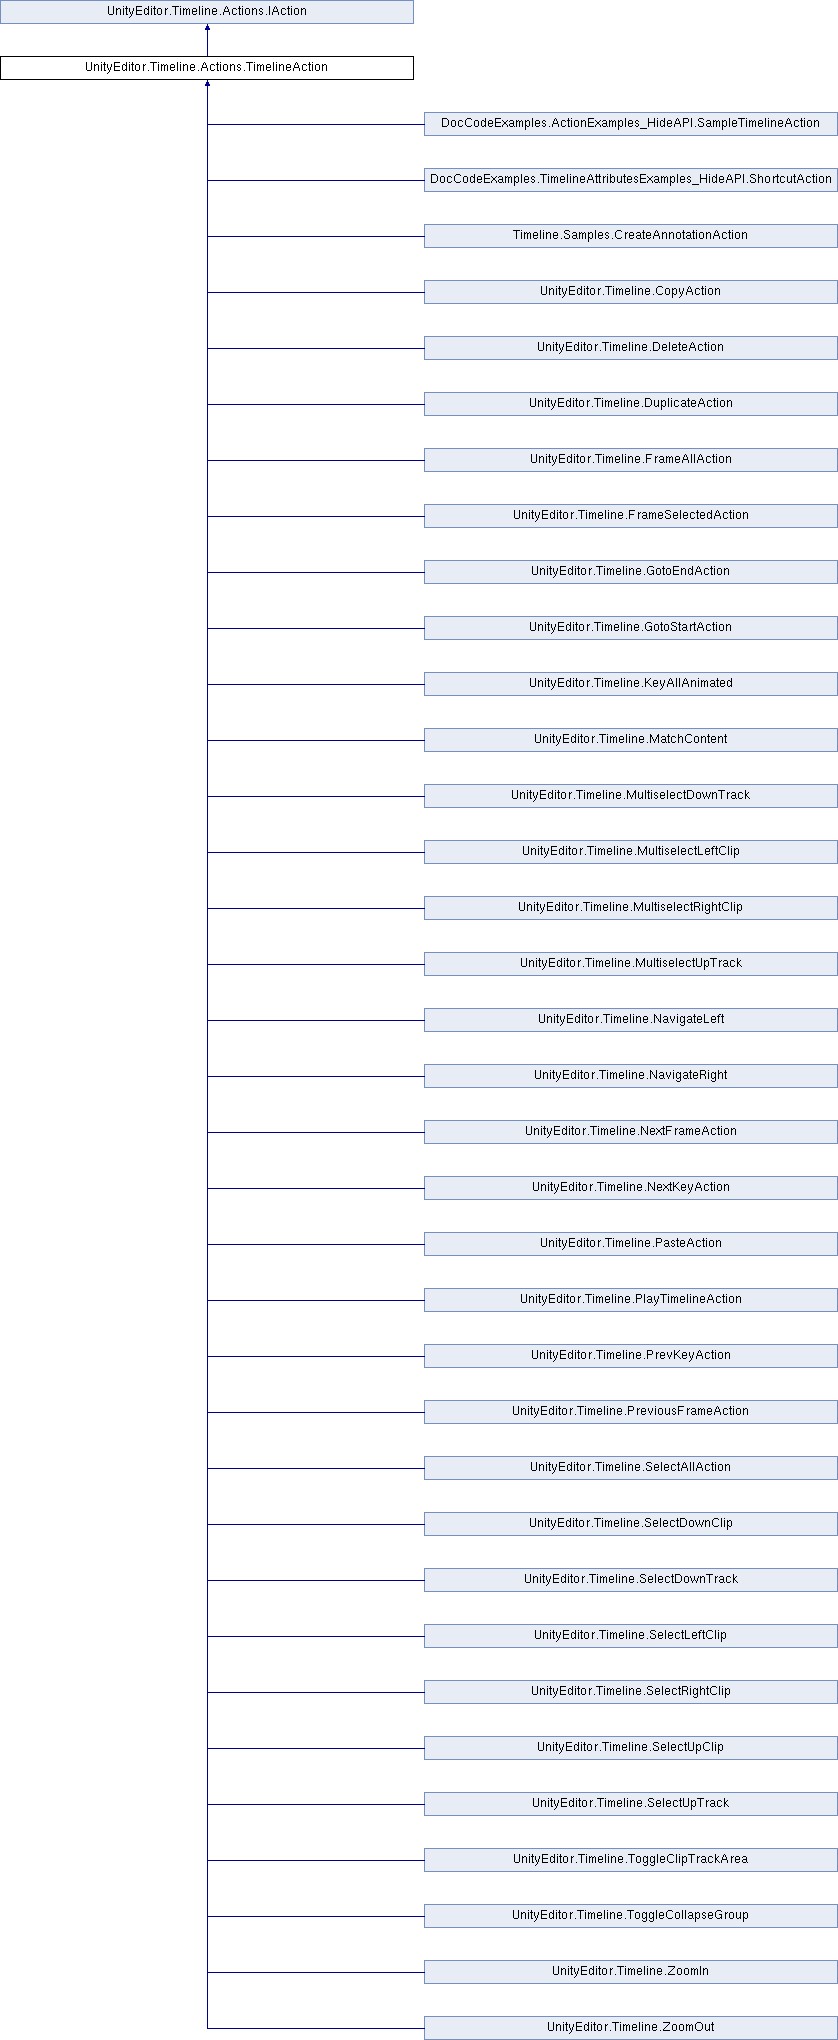 UnityEditor.Timeline.Actions.IAction
UnityEditor.Timeline.Actions.TimelineAction
DocCodeExamples.ActionExamples_HideAPI.SampleTimelineAction
DocCodeExamples.TimelineAttributesExamples_HideAPI.ShortcutAction
Timeline.Samples.CreateAnnotationAction
UnityEditor.Timeline.CopyAction
UnityEditor.Timeline.DeleteAction
UnityEditor.Timeline.DuplicateAction
UnityEditor.Timeline.FrameAllAction
UnityEditor.Timeline.FrameSelectedAction
UnityEditor.Timeline.GotoEndAction
UnityEditor.Timeline.GotoStartAction
UnityEditor.Timeline.KeyAllAnimated
UnityEditor.Timeline.MatchContent
UnityEditor.Timeline.MultiselectDownTrack
UnityEditor.Timeline.MultiselectLeftClip
UnityEditor.Timeline.MultiselectRightClip
UnityEditor.Timeline.MultiselectUpTrack
UnityEditor.Timeline.NavigateLeft
UnityEditor.Timeline.NavigateRight
UnityEditor.Timeline.NextFrameAction
UnityEditor.Timeline.NextKeyAction
UnityEditor.Timeline.PasteAction
UnityEditor.Timeline.PlayTimelineAction
UnityEditor.Timeline.PrevKeyAction
UnityEditor.Timeline.PreviousFrameAction
UnityEditor.Timeline.SelectAllAction
UnityEditor.Timeline.SelectDownClip
UnityEditor.Timeline.SelectDownTrack
UnityEditor.Timeline.SelectLeftClip
UnityEditor.Timeline.SelectRightClip
UnityEditor.Timeline.SelectUpClip
UnityEditor.Timeline.SelectUpTrack
UnityEditor.Timeline.ToggleClipTrackArea
UnityEditor.Timeline.ToggleCollapseGroup
UnityEditor.Timeline.ZoomIn
UnityEditor.Timeline.ZoomOut